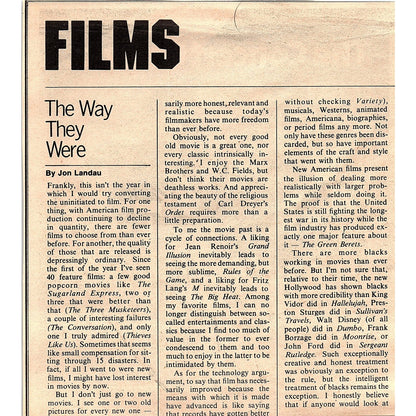 FILMS
The Way
They
Were
By Jon Landau
Frankly, this isn't the year in
which I would try converting
the uninitiated to film. For one
thing, with American film pro-
duction continuing to decline
in quantity, there are fewer
films to choose from than ever
before. For another, the quality
of those that are released is
depressingly ordinary. Since
the first of the year I've seen
40 feature films: a few good
popcorn movies like The
Sugarland Express, two or
three that were better than
that (The Three Musketeers),
a couple of interesting failures
(The Conversation), and only
one I truly admired (Thieves
Like Us). Sometimes that seems
like small compensation for sit-
ting through 15 disasters. In
fact, if all I went to were new
films, I might have lost interest
in movies by now.
But I don't just go to new
movies. I see one or two old
pictures for every new one —
sarily more honest, relevant and
realistic because today's
filmmakers have more freedom
than ever before.
Obviously, not every good
old movie is a great one, nor
every classic intrinsically in-
teresting. I enjoy the Marx
Brothers and W.C. Fields, but
don't think their movies are
deathless works. And appreci-
ating the beauty of the religious
testament of Carl Dreyer's
Ordet requires more than a
little preparation.
To me the movie past is a
cycle of connections. A liking
for Jean Renoir's Grand
Illusion inevitably leads to
seeing the more demanding, but
more sublime, Rules of the
Game, and a liking for Fritz
Lang's M inevitably leads to
seeing The Big Heat. Among
my favorite films, I can no
longer distinguish between so-
called entertainments and clas-
sics because I find too much of
value in the former to ever
condescend to them and too
much to enjoy in the latter to be
intimidated by them.
As for the technology argu-
ment, to say that film has neces-
sarily improved because the
means with which it is made
have advanced is like saying
that records have gotten better
without checking Variety),
musicals, Westerns, animated
films, Americana, biographies,
or period films any more. Not
only have these genres been dis-
carded, but so have important
elements of the craft and style
that went with them.
New American films present
the illusion of dealing more
realistically with larger prob-
lems while seldom doing it.
The proof is that the United
States is still fighting the long-
est war in its history while the
film industry has produced ex-
actly one major feature about
it — The Green Berets.
There are more blacks
working in movies than ever
before. But I'm not sure that,
relative to their time, the new
Hollywood has shown blacks
with more credibility than King
Vidor did in Hallelujah, Pres-
ton Sturges did in Sullivan's
Travels, Walt Disney (of all
people) did in Dumbo, Frank
Borzage did in Moonrise, or
John Ford did in Sergeant
Rutledge. Such exceptionally
creative and honest treatment
was obviously an exception to
the rule, but the intelligent
treatment of blacks remains the
exception. I honestly believe
that if anyone would look at